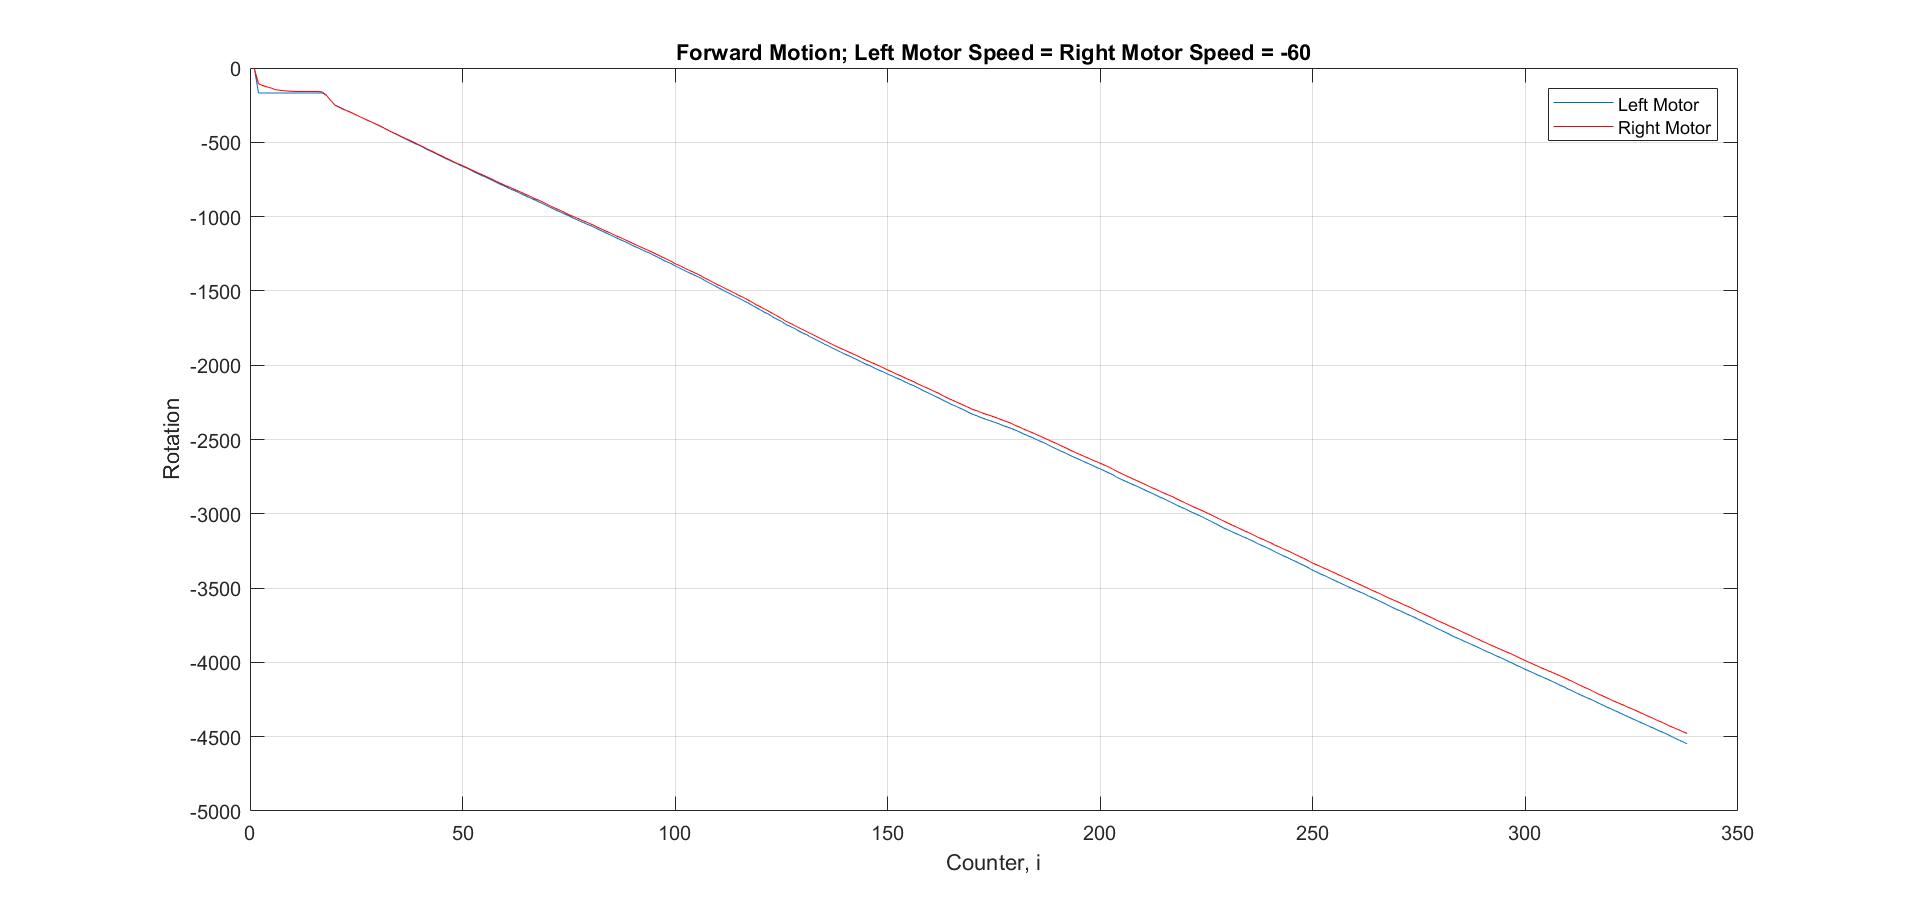 Forward Motion; Left Motor Speed = Right Motor Speed = -60
Left Motor
Right Motor
0
-500
-1000
-1500
-2000
-2500
-3000
-3500
-4000
-4500
-5000
Rotation
0 50 100 150 200 250 300 350
Counter, i